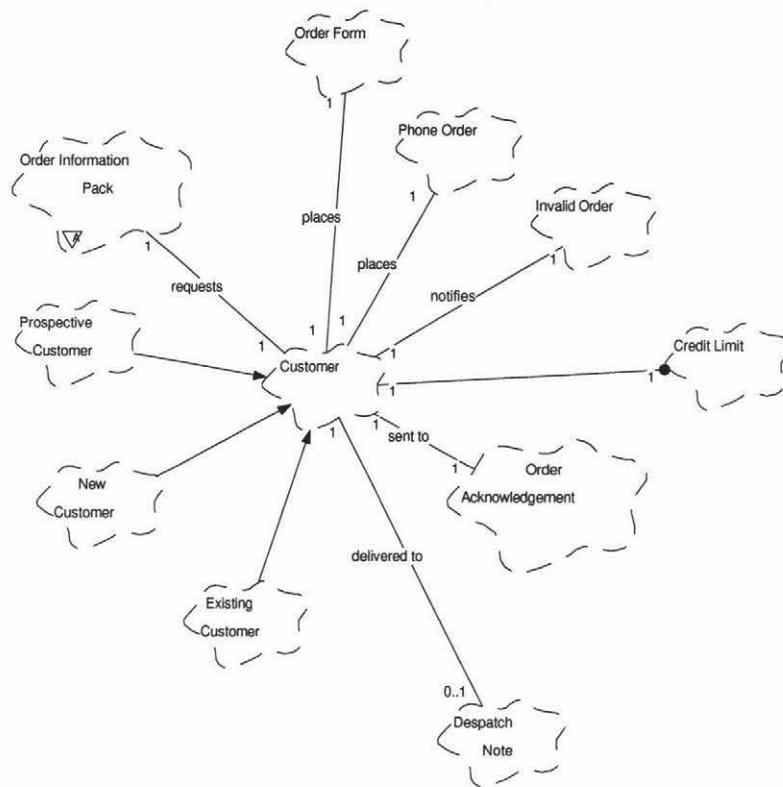 Order Form
1
Phone Order
1
Order Information
Pack
A
1
Invalid Order
1
places
places
requests
notifies
Prospective
Customer
1
1
1
Customer
1
1
1
Credit Limit
1
1
sent to
1
Order
Acknowledgement
New
Customer
delivered to
Existing
Customer
0..1
Despatch
Note